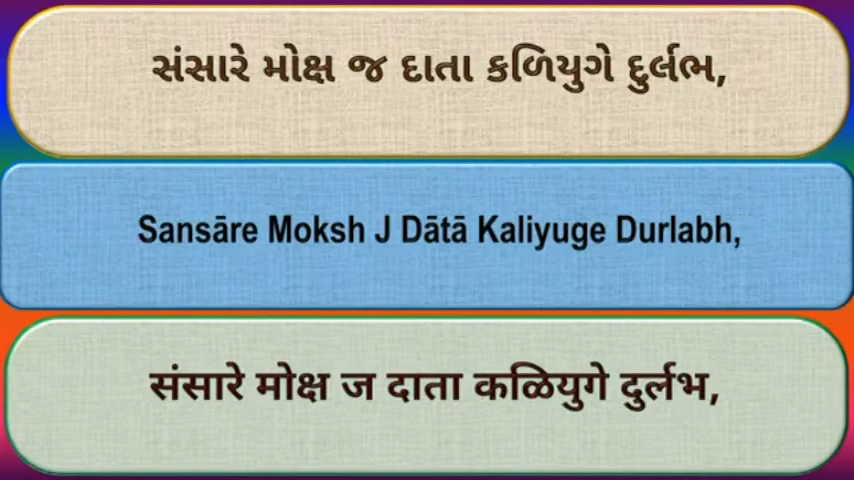 સંસારે મોક્ષ જ દાતા કળિયુગે દુર્લભ,
Sansāre Moksh J Dātā Kaliyuge Durlabh,
संसारे मोक्ष ज दाता कळियुगे दुर्लभ,